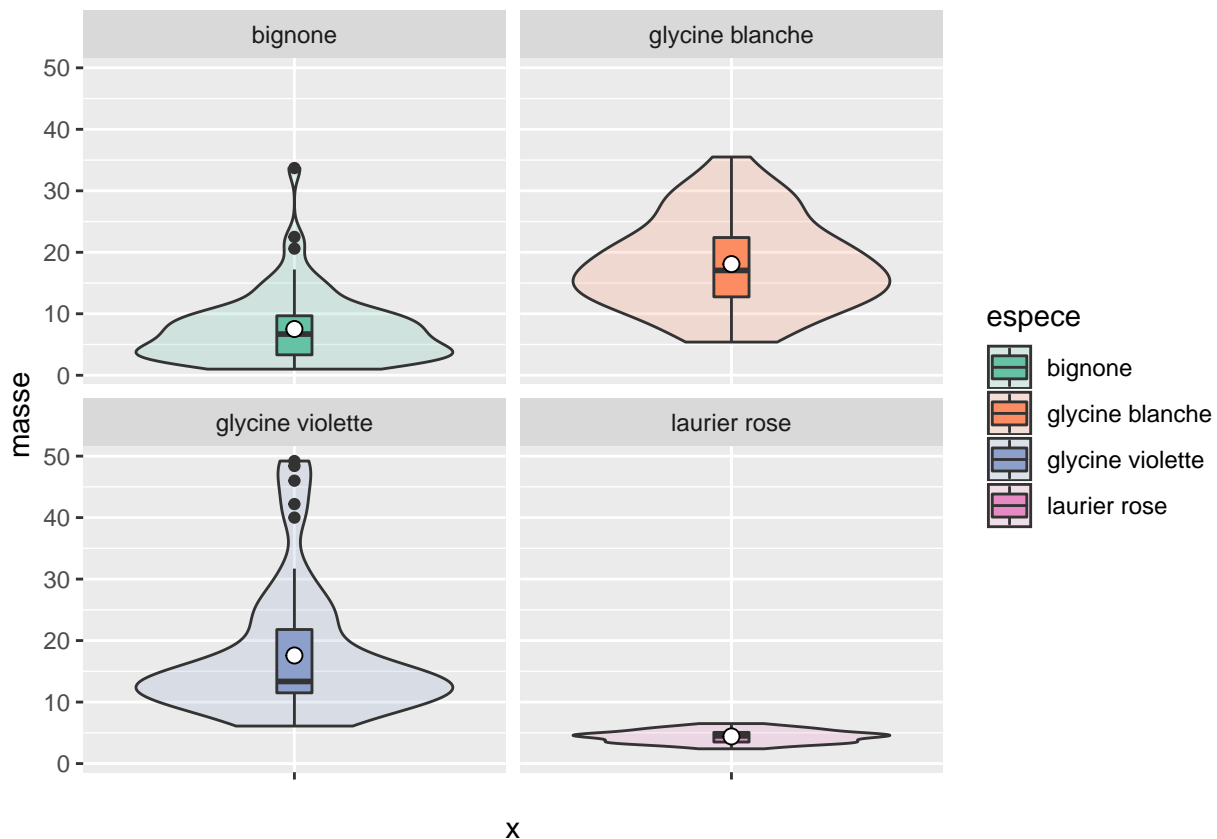 bignone
glycine blanche
50
40
30
20
10
0
glycine violette
laurier rose
50
40
30
20
10
0
masse
x
espece
bignone
glycine blanche
glycine violette
laurier rose